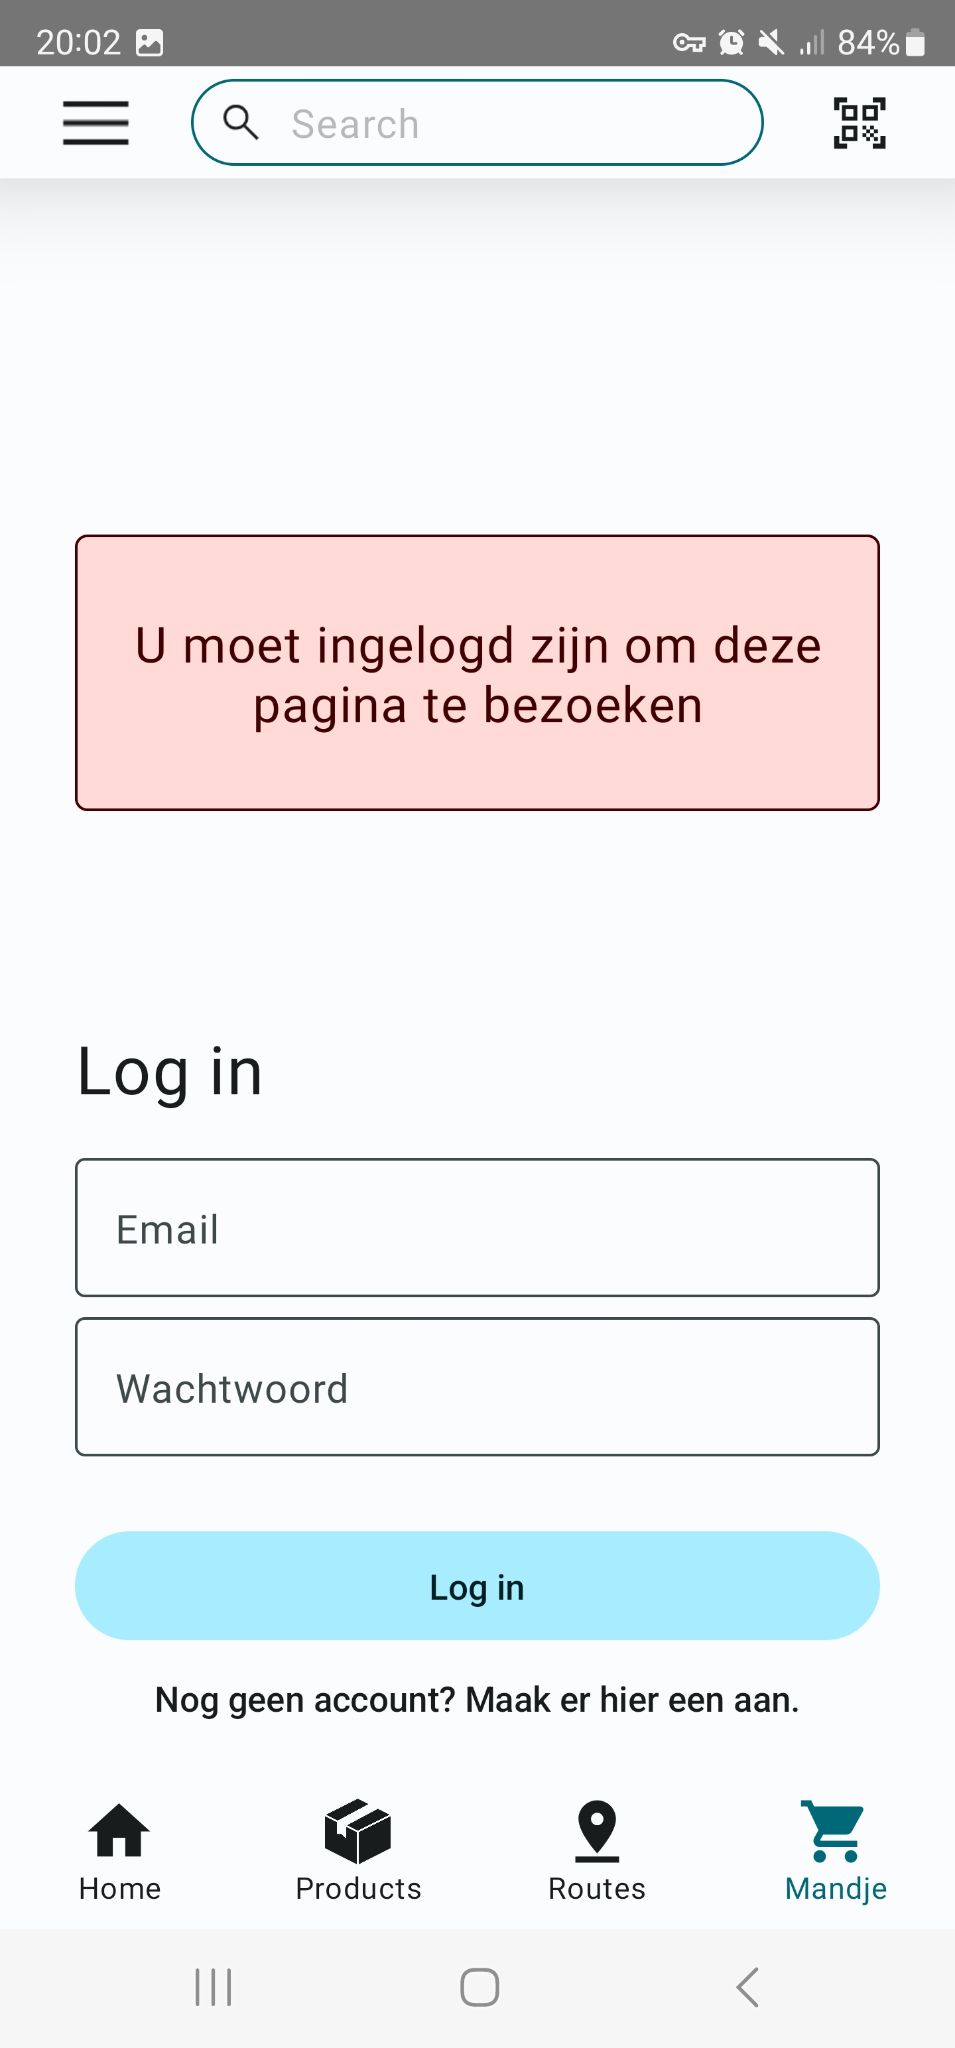 20:02 84%
Search
U moet ingelogd zijn om deze
pagina te bezoeken
Log in
Email
Wachtwoord
Log in
Nog geen account? Maak er hier een aan.
Home Products Routes Mandje